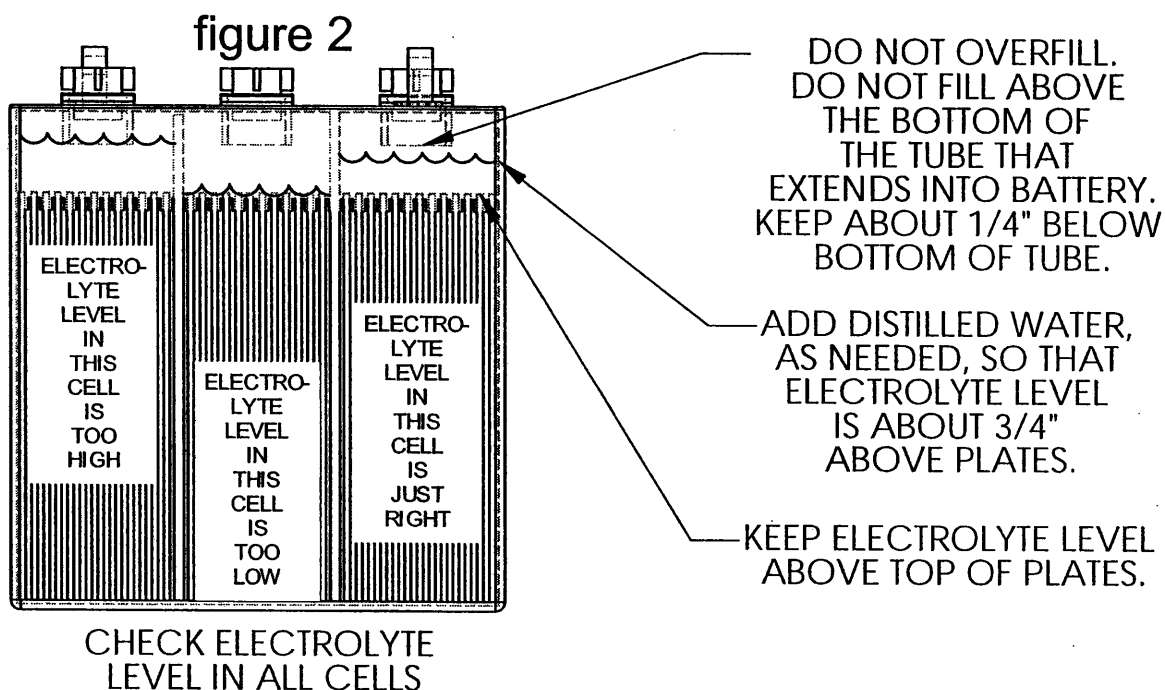 figure 2
DO NOT OVERFILL.
DO NOT FILL ABOVE
THE BOTTOM OF
THE TUBE THAT
EXTENDS INTO BATTERY.
KEEP ABOUT 1/4" BELOW
BOTTOM OF TUBE.
ADD DISTILLED WATER,
AS NEEDED, SO THAT
ELECTROLYTE LEVEL
IS ABOUT 3/4"
ABOVE PLATES.
KEEP ELECTROLYTE LEVEL
ABOVE TOP OF PLATES.
ELECTRO-
LYTE
LEVEL
IN
THIS
CELL
IS
TOO
HIGH
ELECTRO-
LYTE
LEVEL
IN
THIS
CELL
IS
TOO
LOW
ELECTRO-
LYTE
LEVEL
IN
THIS
CELL
IS
JUST
RIGHT
CHECK ELECTROLYTE
LEVEL IN ALL CELLS